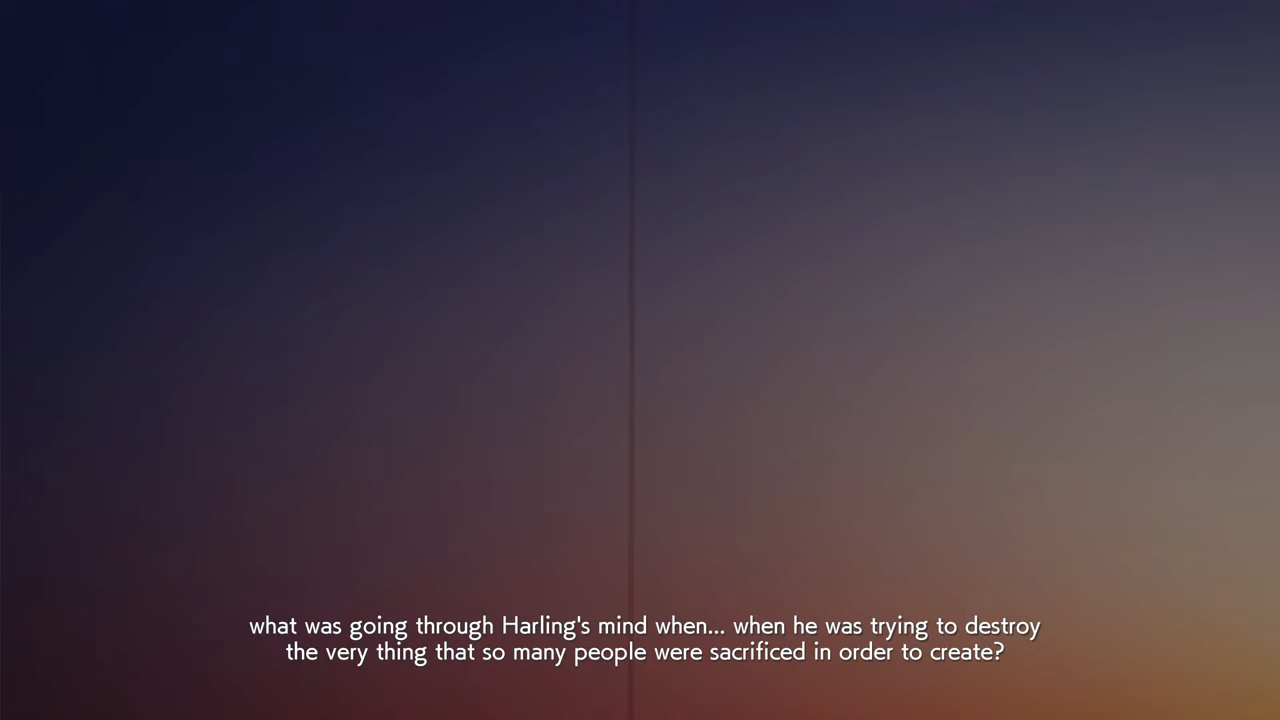 what was going through Harling's mind when... when he was trying to destroy
the very thing that so many people were sacrificed in order to create?